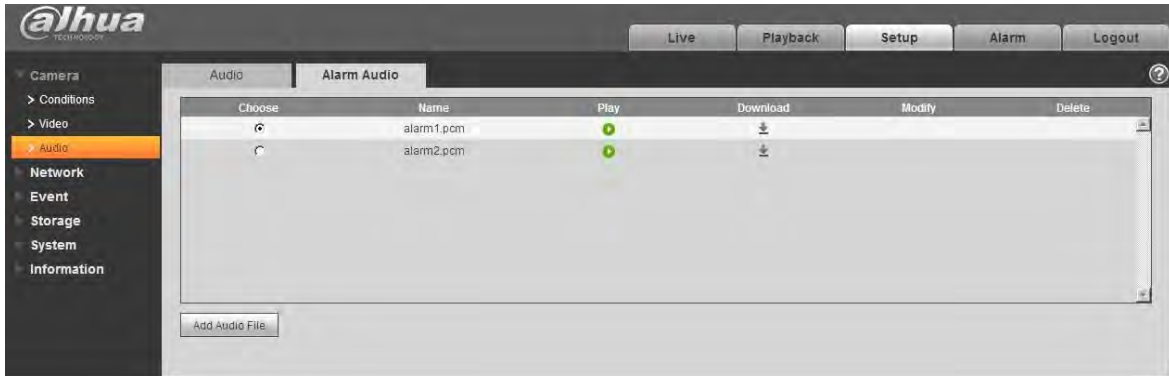 alhua
TECHNOLOGY
Live Playback Setup Alarm Logout
Camera
> Conditions
> Video
> Audio
Network
Event
Storage
System
Information
Audio Alarm Audio
?
Choose Name Play Download Modify Delete
alarm1.pcm
alarm2.pcm
Add Audio File